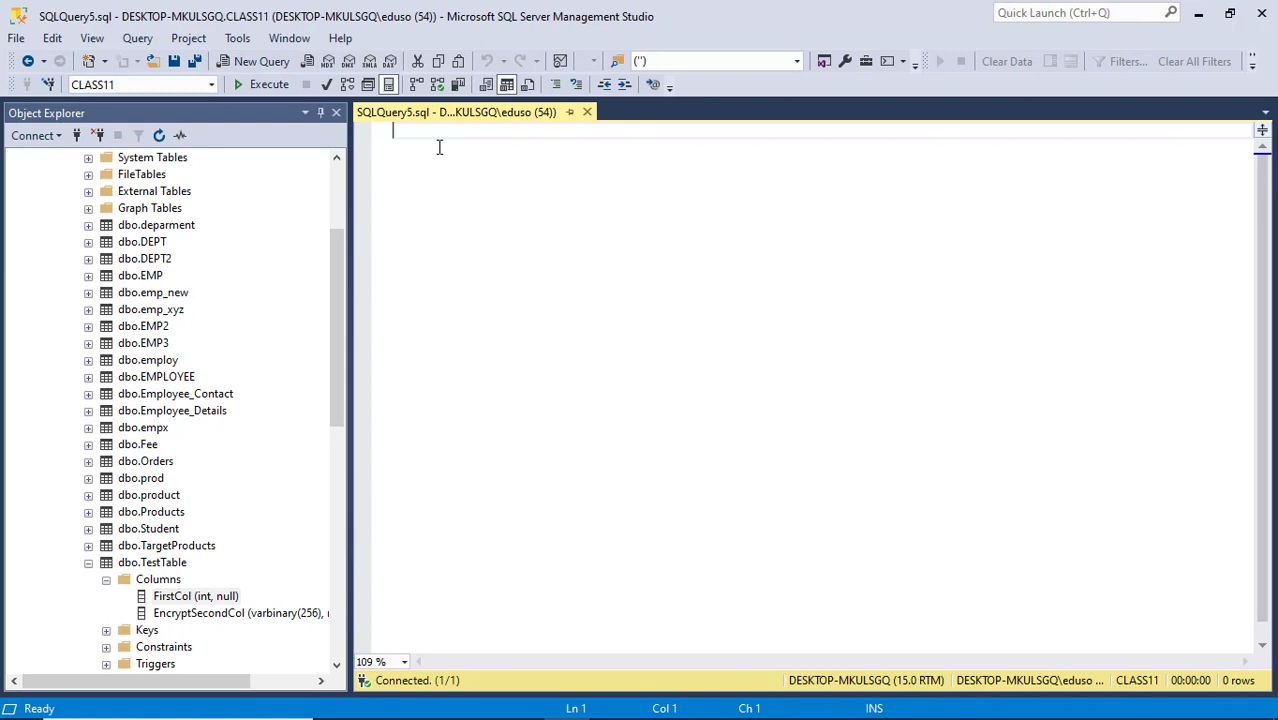 SQLQuery5.sql - DESKTOP-MKULSGQ.CLASS11 (DESKTOP-MKULSGQ\eduso (54)) - Microsoft SQL Server Management Studio
Quick Launch (Ctrl+Q)
File Edit View Query Project Tools Window Help
New Query MDX DMX XMLA DAX ('') Clear Data Filters... Clear All Filters
CLASS11 Execute
Object Explorer
SQLQuery5.sql - D...KULSGQ\eduso (54))
Connect
System Tables
FileTables
External Tables
Graph Tables
dbo.deparment
dbo.DEPT
dbo.DEPT2
dbo.EMP
dbo.emp_new
dbo.emp_xyz
dbo.EMP2
dbo.EMP3
dbo.employ
dbo.EMPLOYEE
dbo.Employee_Contact
dbo.Employee_Details
dbo.empx
dbo.Fee
dbo.Orders
dbo.prod
dbo.product
dbo.Products
dbo.Student
dbo.TargetProducts
dbo.TestTable
Columns
FirstCol (int, null)
EncryptSecondCol (varbinary(256), n
Keys
Constraints
Triggers
109 %
Connected. (1/1) DESKTOP-MKULSGQ (15.0 RTM) DESKTOP-MKULSGQ\eduso ... CLASS11 00:00:00 0 rows
Ready Ln 1 Col 1 Ch 1 INS